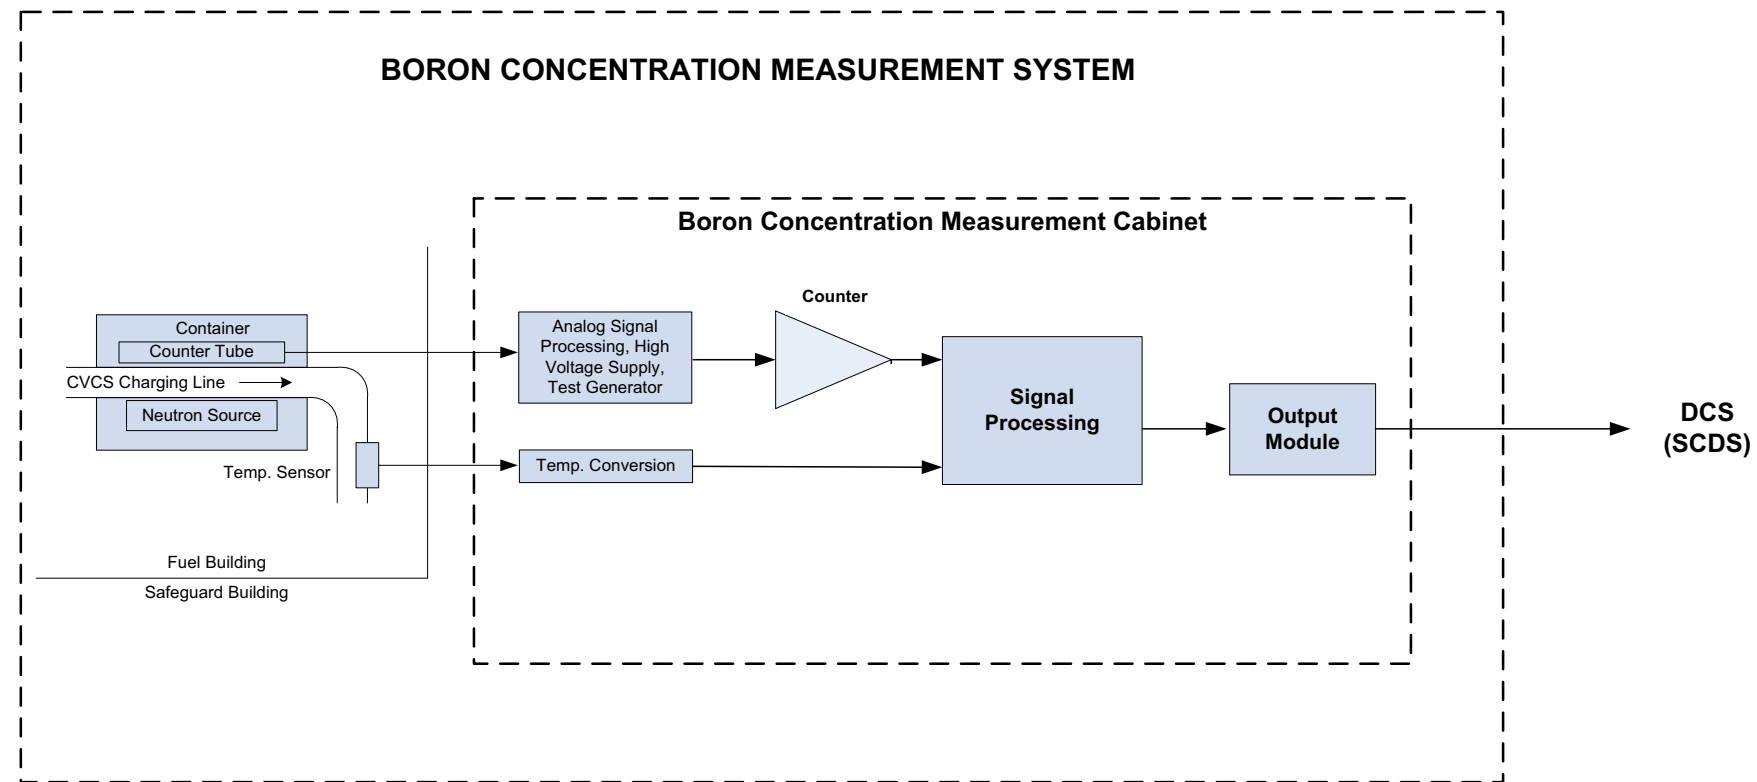 BORON CONCENTRATION MEASUREMENT SYSTEM
Boron Concentration Measurement Cabinet
Counter
Container
Counter Tube
CVCS Charging Line
Neutron Source
Temp. Sensor
Analog Signal
Processing, High
Voltage Supply,
Test Generator
Temp. Conversion
Signal
Processing
Output
Module
DCS
(SCDS)
Fuel Building
Safeguard Building